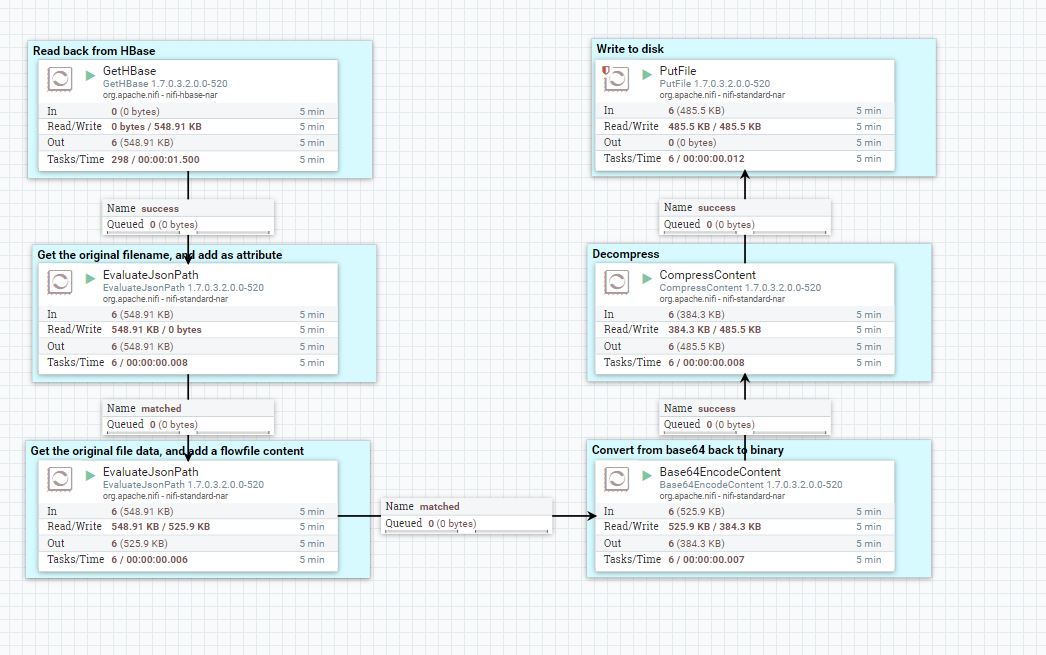 Read back from HBase
GetHBase
GetHBase 1.7.0.3.2.0.0-520
org.apache.nifi - nifi-hbase-nar
In 0 (0 bytes) 5 min
Read/Write 0 bytes / 548.91 KB 5 min
Out 6 (548.91 KB) 5 min
Tasks/Time 298 / 00:00:01.500 5 min
Name success
Queued 0 (0 bytes)
Get the original filename, and add as attribute
EvaluateJsonPath
EvaluateJsonPath 1.7.0.3.2.0.0-520
org.apache.nifi - nifi-standard-nar
In 6 (548.91 KB) 5 min
Read/Write 548.91 KB / 0 bytes 5 min
Out 6 (548.91 KB) 5 min
Tasks/Time 6 / 00:00:00.008 5 min
Name matched
Queued 0 (0 bytes)
Get the original file data, and add a flowfile content
EvaluateJsonPath
EvaluateJsonPath 1.7.0.3.2.0.0-520
org.apache.nifi - nifi-standard-nar
In 6 (548.91 KB) 5 min
Read/Write 548.91 KB / 525.9 KB 5 min
Out 6 (525.9 KB) 5 min
Tasks/Time 6 / 00:00:00.006 5 min
Name matched
Queued 0 (0 bytes)
Convert from base64 back to binary
Base64EncodeContent
Base64EncodeContent 1.7.0.3.2.0.0-520
org.apache.nifi - nifi-standard-nar
In 6 (525.9 KB) 5 min
Read/Write 525.9 KB / 384.3 KB 5 min
Out 6 (384.3 KB) 5 min
Tasks/Time 6 / 00:00:00.007 5 min
Name success
Queued 0 (0 bytes)
Decompress
CompressContent
CompressContent 1.7.0.3.2.0.0-520
org.apache.nifi - nifi-standard-nar
In 6 (384.3 KB) 5 min
Read/Write 384.3 KB / 485.5 KB 5 min
Out 6 (485.5 KB) 5 min
Tasks/Time 6 / 00:00:00.008 5 min
Name success
Queued 0 (0 bytes)
Write to disk
PutFile
PutFile 1.7.0.3.2.0.0-520
org.apache.nifi - nifi-standard-nar
In 6 (485.5 KB) 5 min
Read/Write 485.5 KB / 485.5 KB 5 min
Out 0 (0 bytes) 5 min
Tasks/Time 6 / 00:00:00.012 5 min